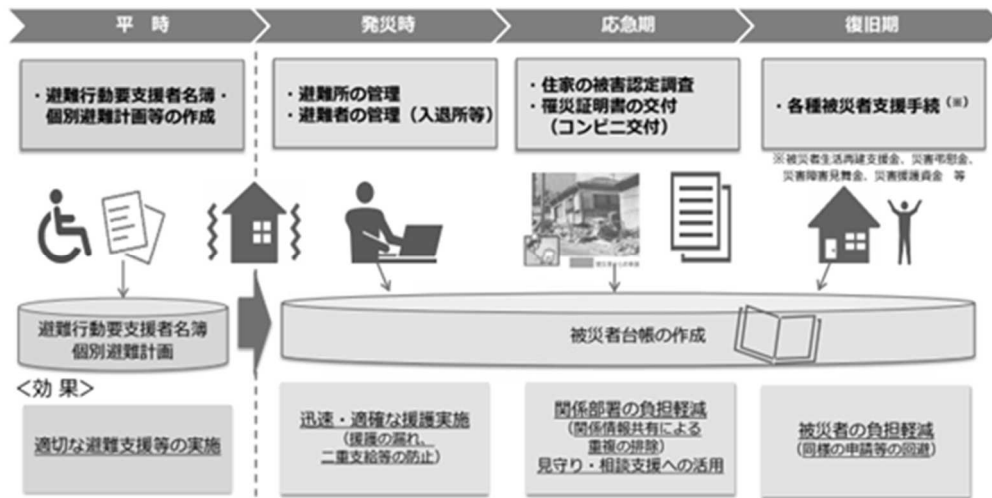 平 時
発災時
応急期
復旧期
・避難行動要支援者名簿・
個別避難計画等の作成
・避難所の管理
・避難者の管理（入退所等）
・住家の被害認定調査
・罹災証明書の交付
（コンビニ交付）
・各種被災者支援手続（※）
※被災者生活再建支援金、災害弔慰金、
災害障害見舞金、災害援護資金 等
避難行動要支援者名簿
個別避難計画
被災者台帳の作成
＜効 果＞
適切な避難支援等の実施
迅速・適確な援護実施
（援護の漏れ、
二重支給等の防止）
関係部署の負担軽減
（関係情報共有による
重複の排除）
見守り・相談支援への活用
被災者の負担軽減
（同様の申請等の回避）